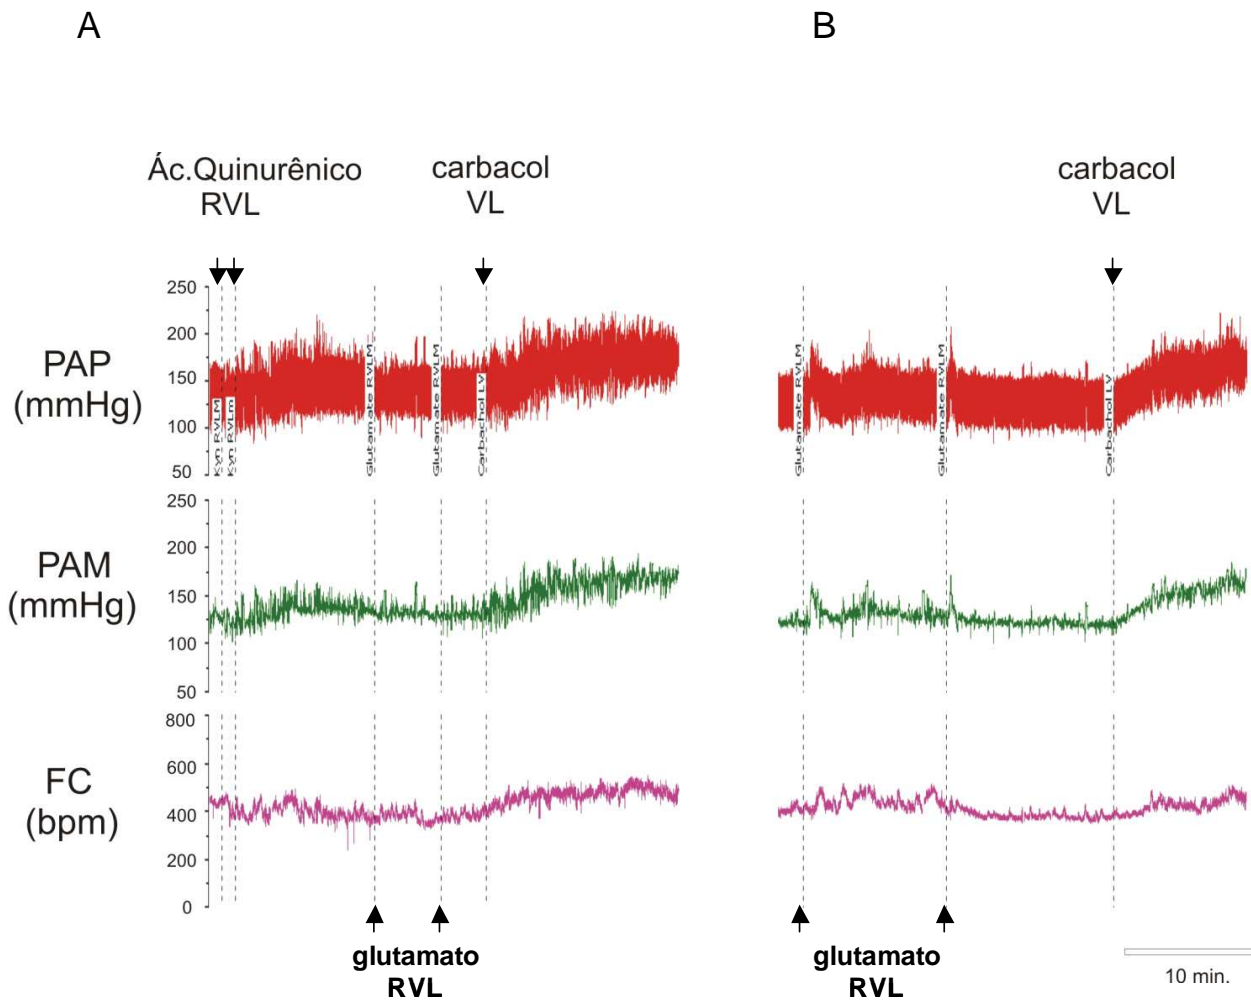 A
B
Ác.Quinurênico
RVL
carbacol
VL
carbacol
VL
PAP
(mmHg)
250
200
150
100
50
Kyn RVLM
Kyn RVLm
Glutamate RVLM
Glutamate RVLM
Carbachol LV
Glutamate RVLM
Glutamate RVLM
Carbachol LV
PAM
(mmHg)
250
200
150
100
50
FC
(bpm)
800
600
400
200
0
glutamato
RVL
glutamato
RVL
10 min.